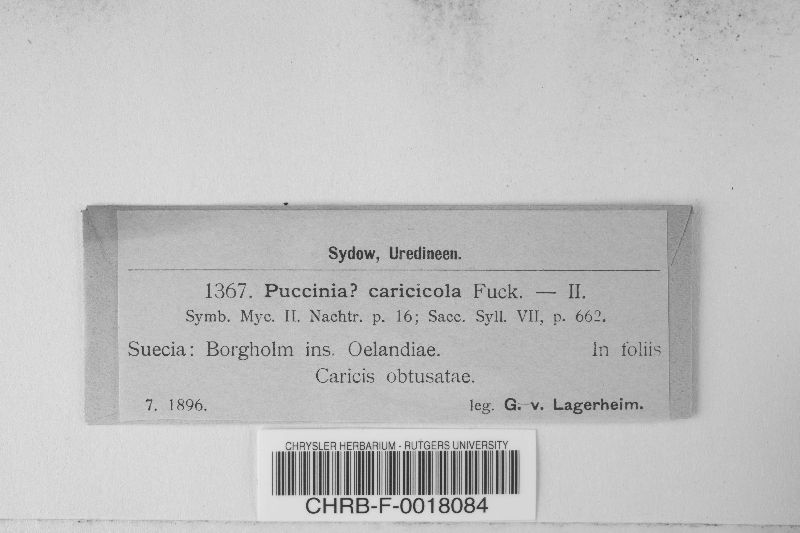 Sydow, Uredineen.
1367. Puccinia? caricicola Fuck. — II.
Symb. Myc. II. Nachtr. p. 16; Sacc. Syll. VII, p. 662.
Suecia: Borgholm ins. Oelandiae. In foliis
Caricis obtusatae.
7. 1896. leg. G. v. Lagerheim.
CHRYSLER HERBARIUM - RUTGERS UNIVERSITY
CHRB-F-0018084